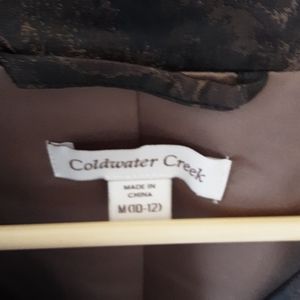 Coldwater Creek
MADE IN
CHINA
M(10-12)